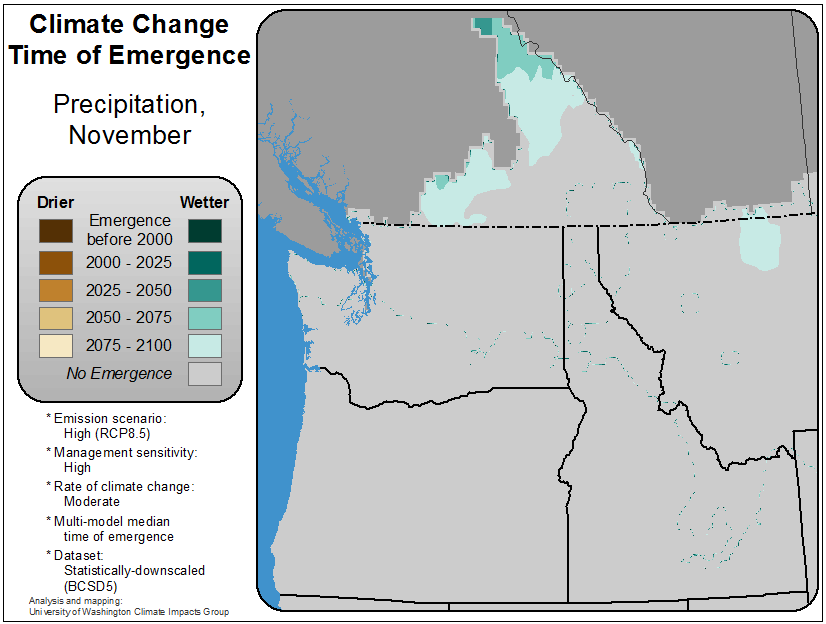 Climate Change
Time of Emergence
Precipitation,
November
Drier
Wetter
Emergence
before 2000
2000 - 2025
2025 - 2050
2050 - 2075
2075 - 2100
No Emergence
* Emission scenario:
High (RCP8.5)
* Management sensitivity:
High
* Rate of climate change:
Moderate
* Multi-model median
time of emergence
* Dataset:
Statistically-downscaled
(BCSD5)
Analysis and mapping:
University of Washington Climate Impacts Group